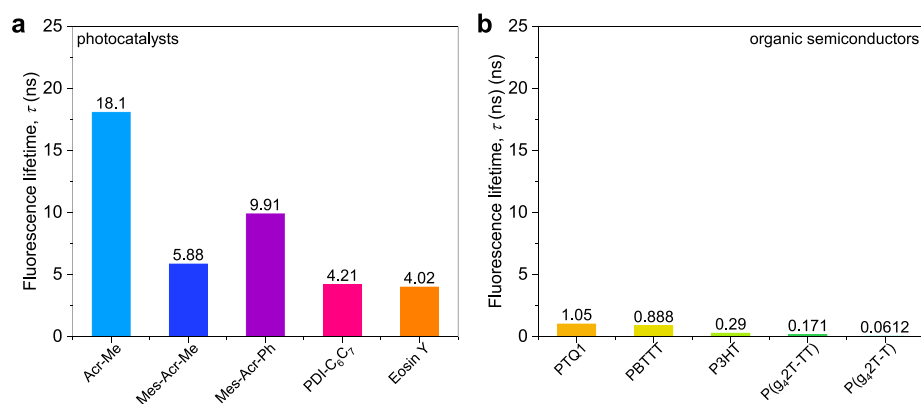 a
photocatalysts
Fluorescence lifetime, τ (ns)
25
20
15
10
5
0
18.1
5.88
9.91
4.21
4.02
Acr-Me
Mes-Acr-Me
Mes-Acr-Ph
PDI-C₆C₇
Eosin Y
b
organic semiconductors
Fluorescence lifetime, τ (ns) (ns)
25
20
15
10
5
0
1.05
0.888
0.29
0.171
0.0612
PTQ1
PBTTT
P3HT
P(g₄2T-TT)
P(g₄2T-T)